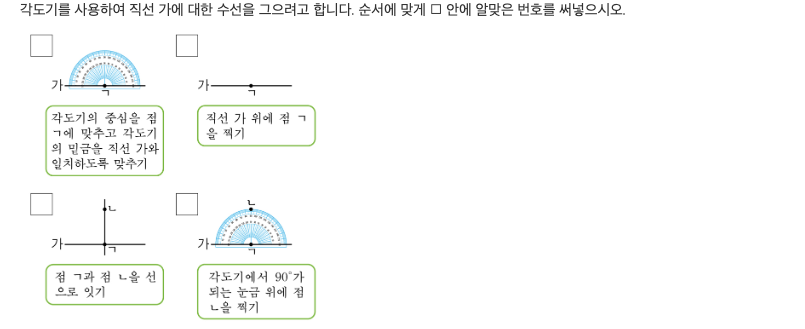 각도기를 사용하여 직선 가에 대한 수선을 그으려고 합니다. 순서에 맞게 □ 안에 알맞은 번호를 써넣으시오.
가
ㄱ
각도기의 중심을 점
ㄱ에 맞추고 각도기
의 밑금을 직선 가와
일치하도록 맞추기
가
ㄱ
직선 가 위에 점 ㄱ
을 찍기
ㄴ
가
ㄱ
점 ㄱ과 점 ㄴ을 선
으로 잇기
ㄴ
가
ㄱ
각도기에서 90°가
되는 눈금 위에 점
ㄴ을 찍기